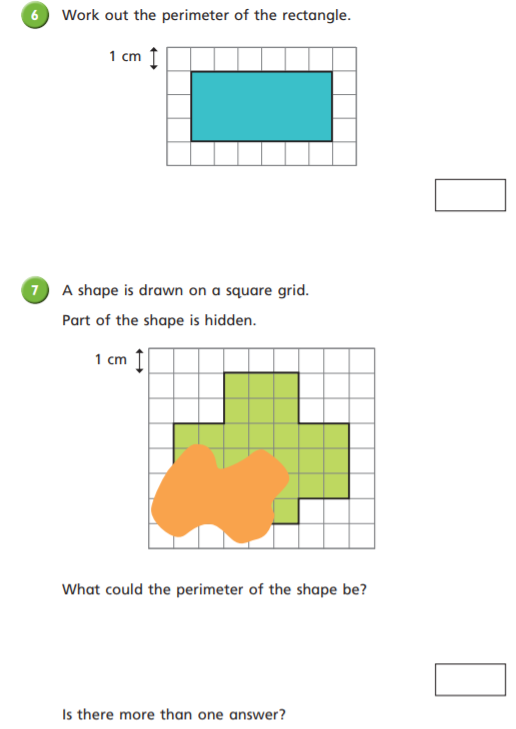 6 Work out the perimeter of the rectangle.
1 cm
7 A shape is drawn on a square grid.
Part of the shape is hidden.
1 cm
What could the perimeter of the shape be?
Is there more than one answer?